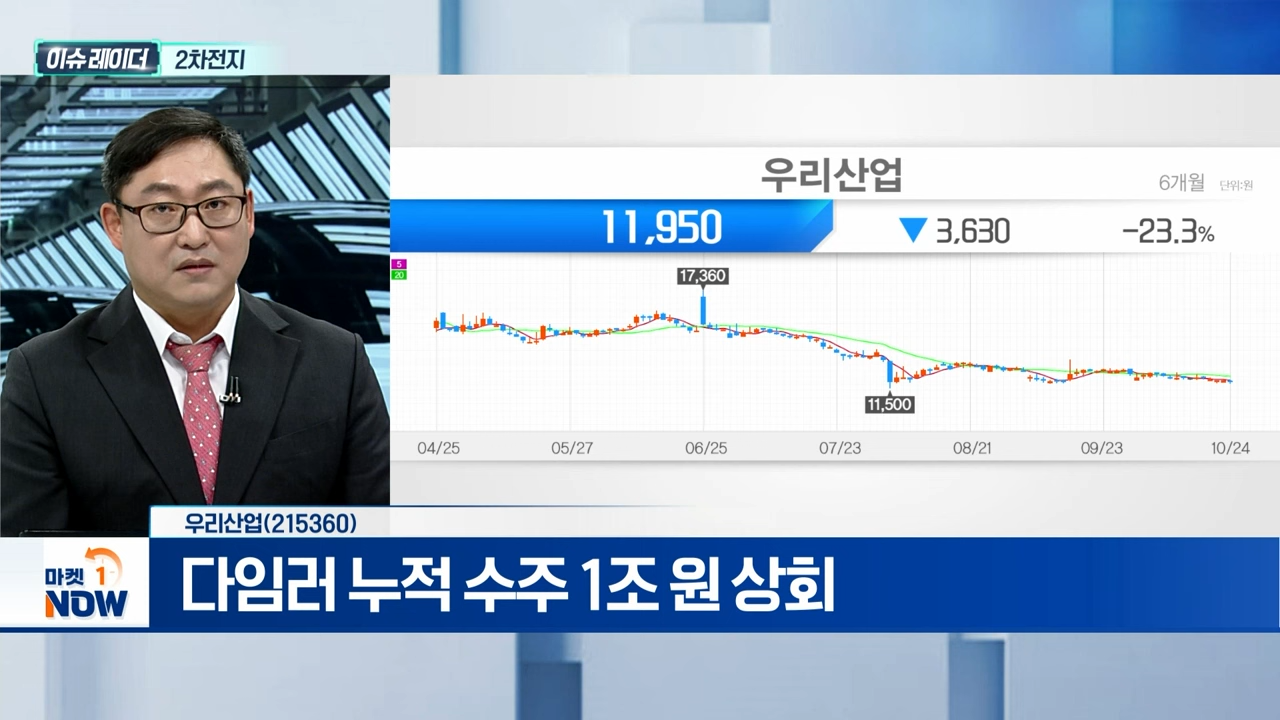 이슈 레이더 2차전지
우리산업
6개월 단위:원
11,950 ▼ 3,630 -23.3%
5
20
17,360
11,500
04/25 05/27 06/25 07/23 08/21 09/23 10/24
우리산업(215360)
마켓 1
NOW
다임러 누적 수주 1조 원 상회